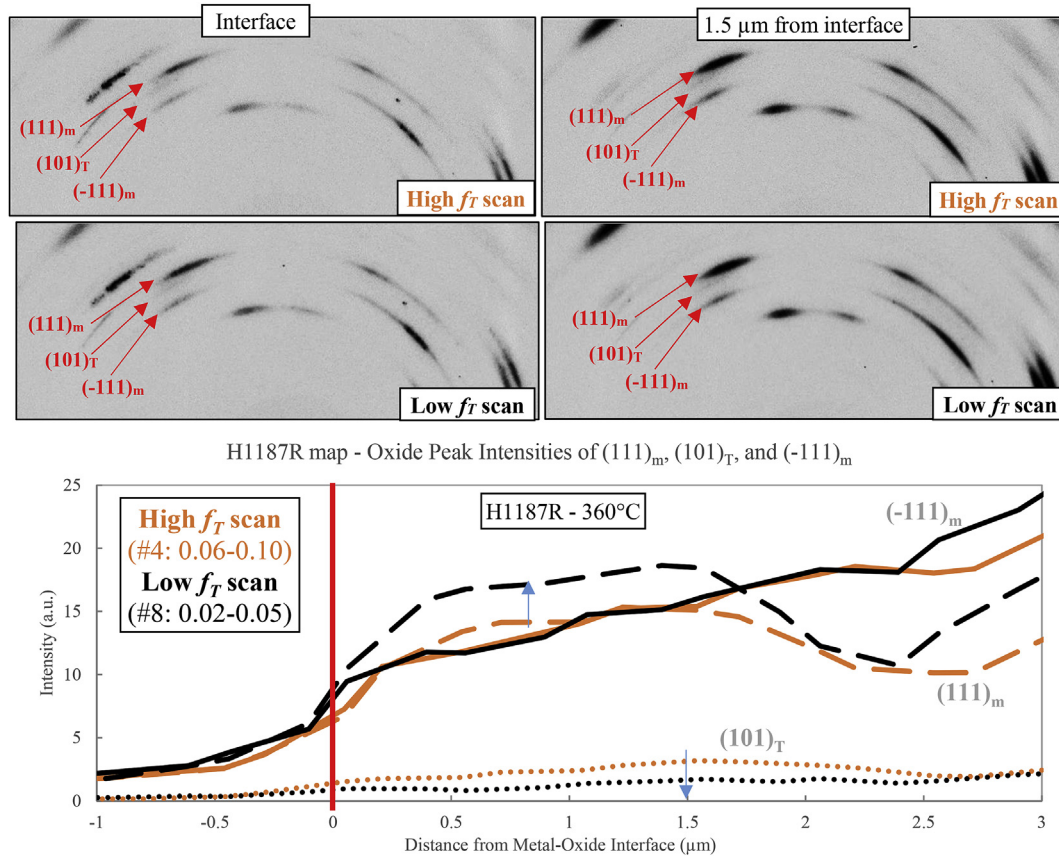 Interface
1.5 µm from interface
(111)m
(101)T
(-111)m
High fT scan
(111)m
(101)T
(-111)m
High fT scan
(111)m
(101)T
(-111)m
Low fT scan
(111)m
(101)T
(-111)m
Low fT scan
H1187R map - Oxide Peak Intensities of (111)m, (101)T, and (-111)m
25
20
15
10
5
0
Intensity (a.u.)
High fT scan
(#4: 0.06-0.10)
Low fT scan
(#8: 0.02-0.05)
H1187R - 360°C
(-111)m
(111)m
(101)T
-1
-0.5
0
0.5
1
1.5
2
2.5
3
Distance from Metal-Oxide Interface (µm)